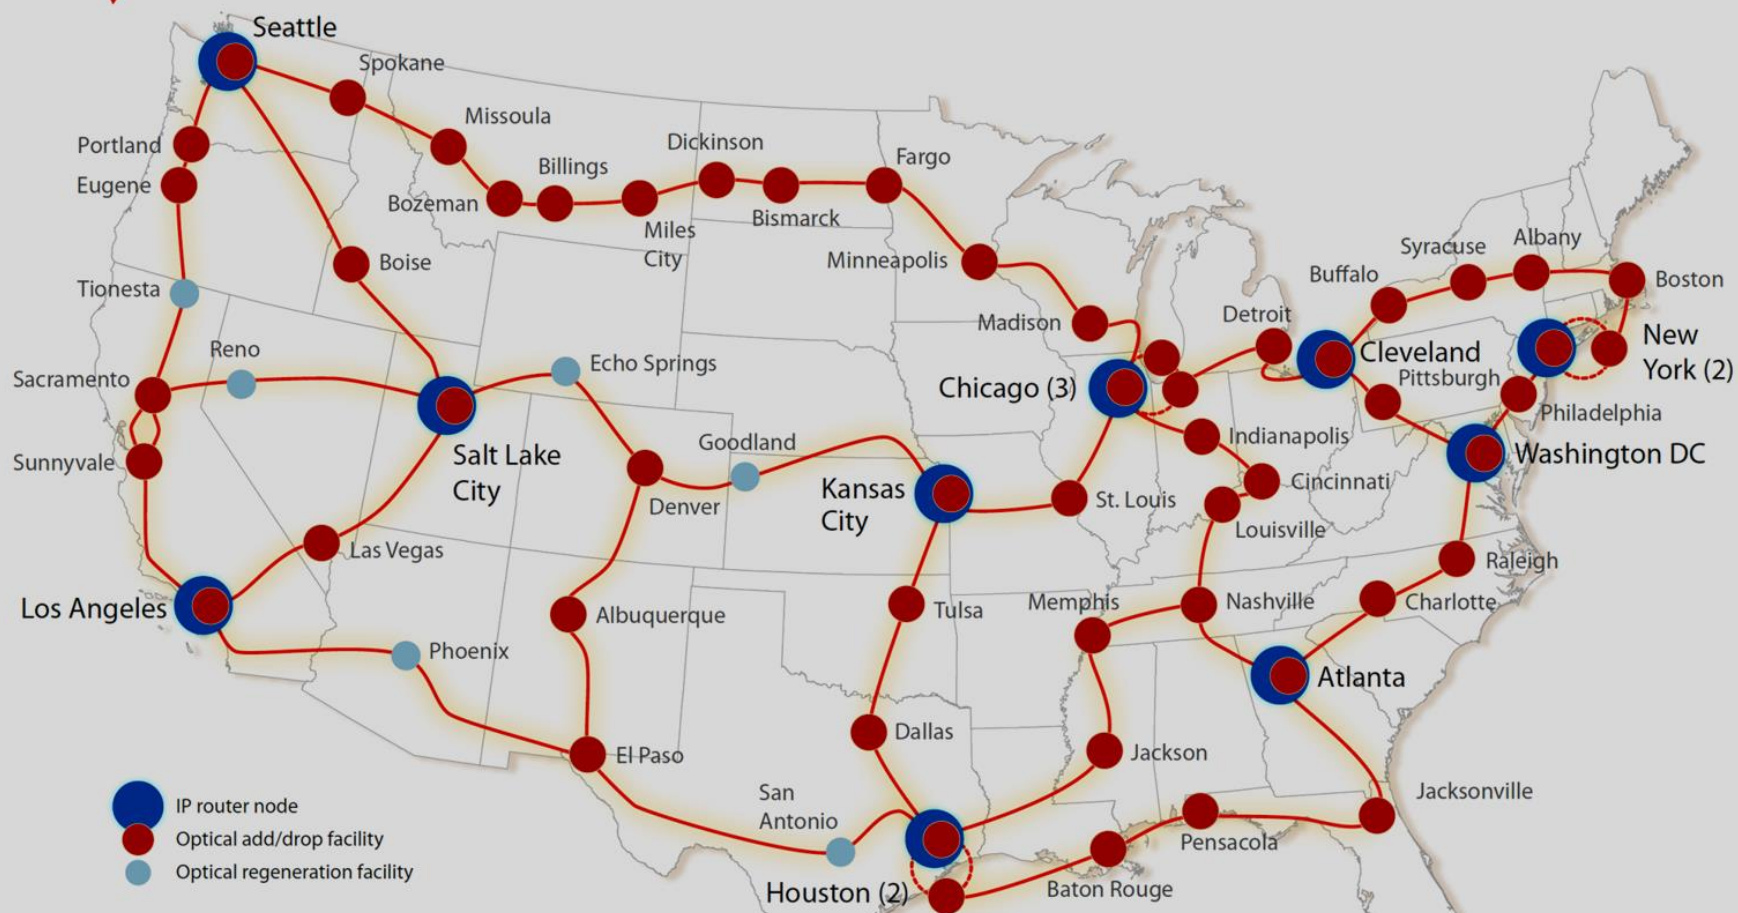 Seattle
Spokane
Missoula
Dickinson
Billings
Fargo
Portland
Eugene
Bozeman
Bismarck
Miles
City
Minneapolis
Boise
Syracuse
Albany
Buffalo
Boston
Tionesta
Madison
Detroit
New
York (2)
Reno
Echo Springs
Cleveland
Pittsburgh
Sacramento
Chicago (3)
Philadelphia
Goodland
Indianapolis
Sunnyvale
Salt Lake
City
Washington DC
Kansas
City
Cincinnati
Denver
St. Louis
Louisville
Las Vegas
Raleigh
Los Angeles
Albuquerque
Tulsa
Memphis
Nashville
Charlotte
Phoenix
Atlanta
Dallas
El Paso
Jackson
San
Antonio
Jacksonville
IP router node
Optical add/drop facility
Pensacola
Optical regeneration facility
Houston (2)
Baton Rouge